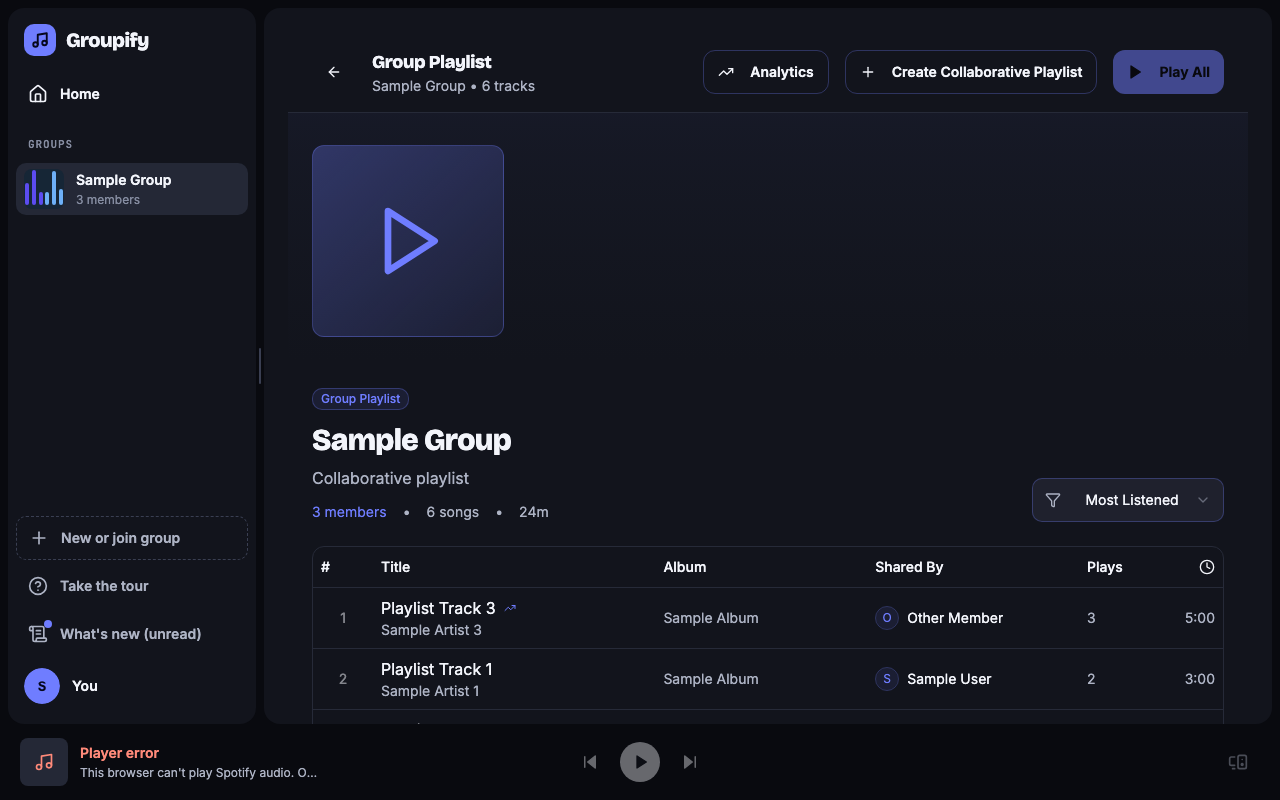 Groupify
Home
GROUPS
Sample Group
3 members
New or join group
Take the tour
What's new (unread)
S
You
Group Playlist
Sample Group • 6 tracks
Analytics
Create Collaborative Playlist
Play All
Group Playlist
Sample Group
Collaborative playlist
3 members • 6 songs • 24m
Most Listened
# Title Album Shared By Plays
1 Playlist Track 3 Sample Album O Other Member 3 5:00
Sample Artist 3
2 Playlist Track 1 Sample Album S Sample User 2 3:00
Sample Artist 1
Player error
This browser can't play Spotify audio. O...